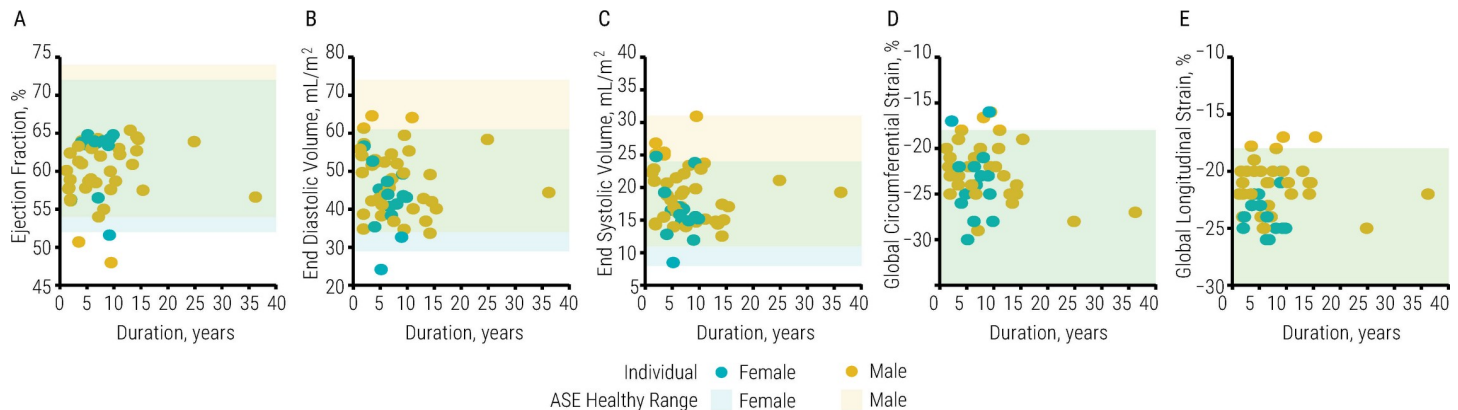 A
Ejection Fraction, %
75
70
65
60
55
50
45
0 5 10 15 20 25 30 35 40
Duration, years
B
End Diastolic Volume, mL/m²
80
70
60
50
40
30
20
0 5 10 15 20 25 30 35 40
Duration, years
C
End Systolic Volume, mL/m²
40
35
30
25
20
15
10
5
0 5 10 15 20 25 30 35 40
Duration, years
D
Global Circumferential Strain, %
−10
−15
−20
−25
−30
0 5 10 15 20 25 30 35 40
Duration, years
E
Global Longitudinal Strain, %
−10
−15
−20
−25
−30
0 5 10 15 20 25 30 35 40
Duration, years
Individual Female Male
ASE Healthy Range Female Male